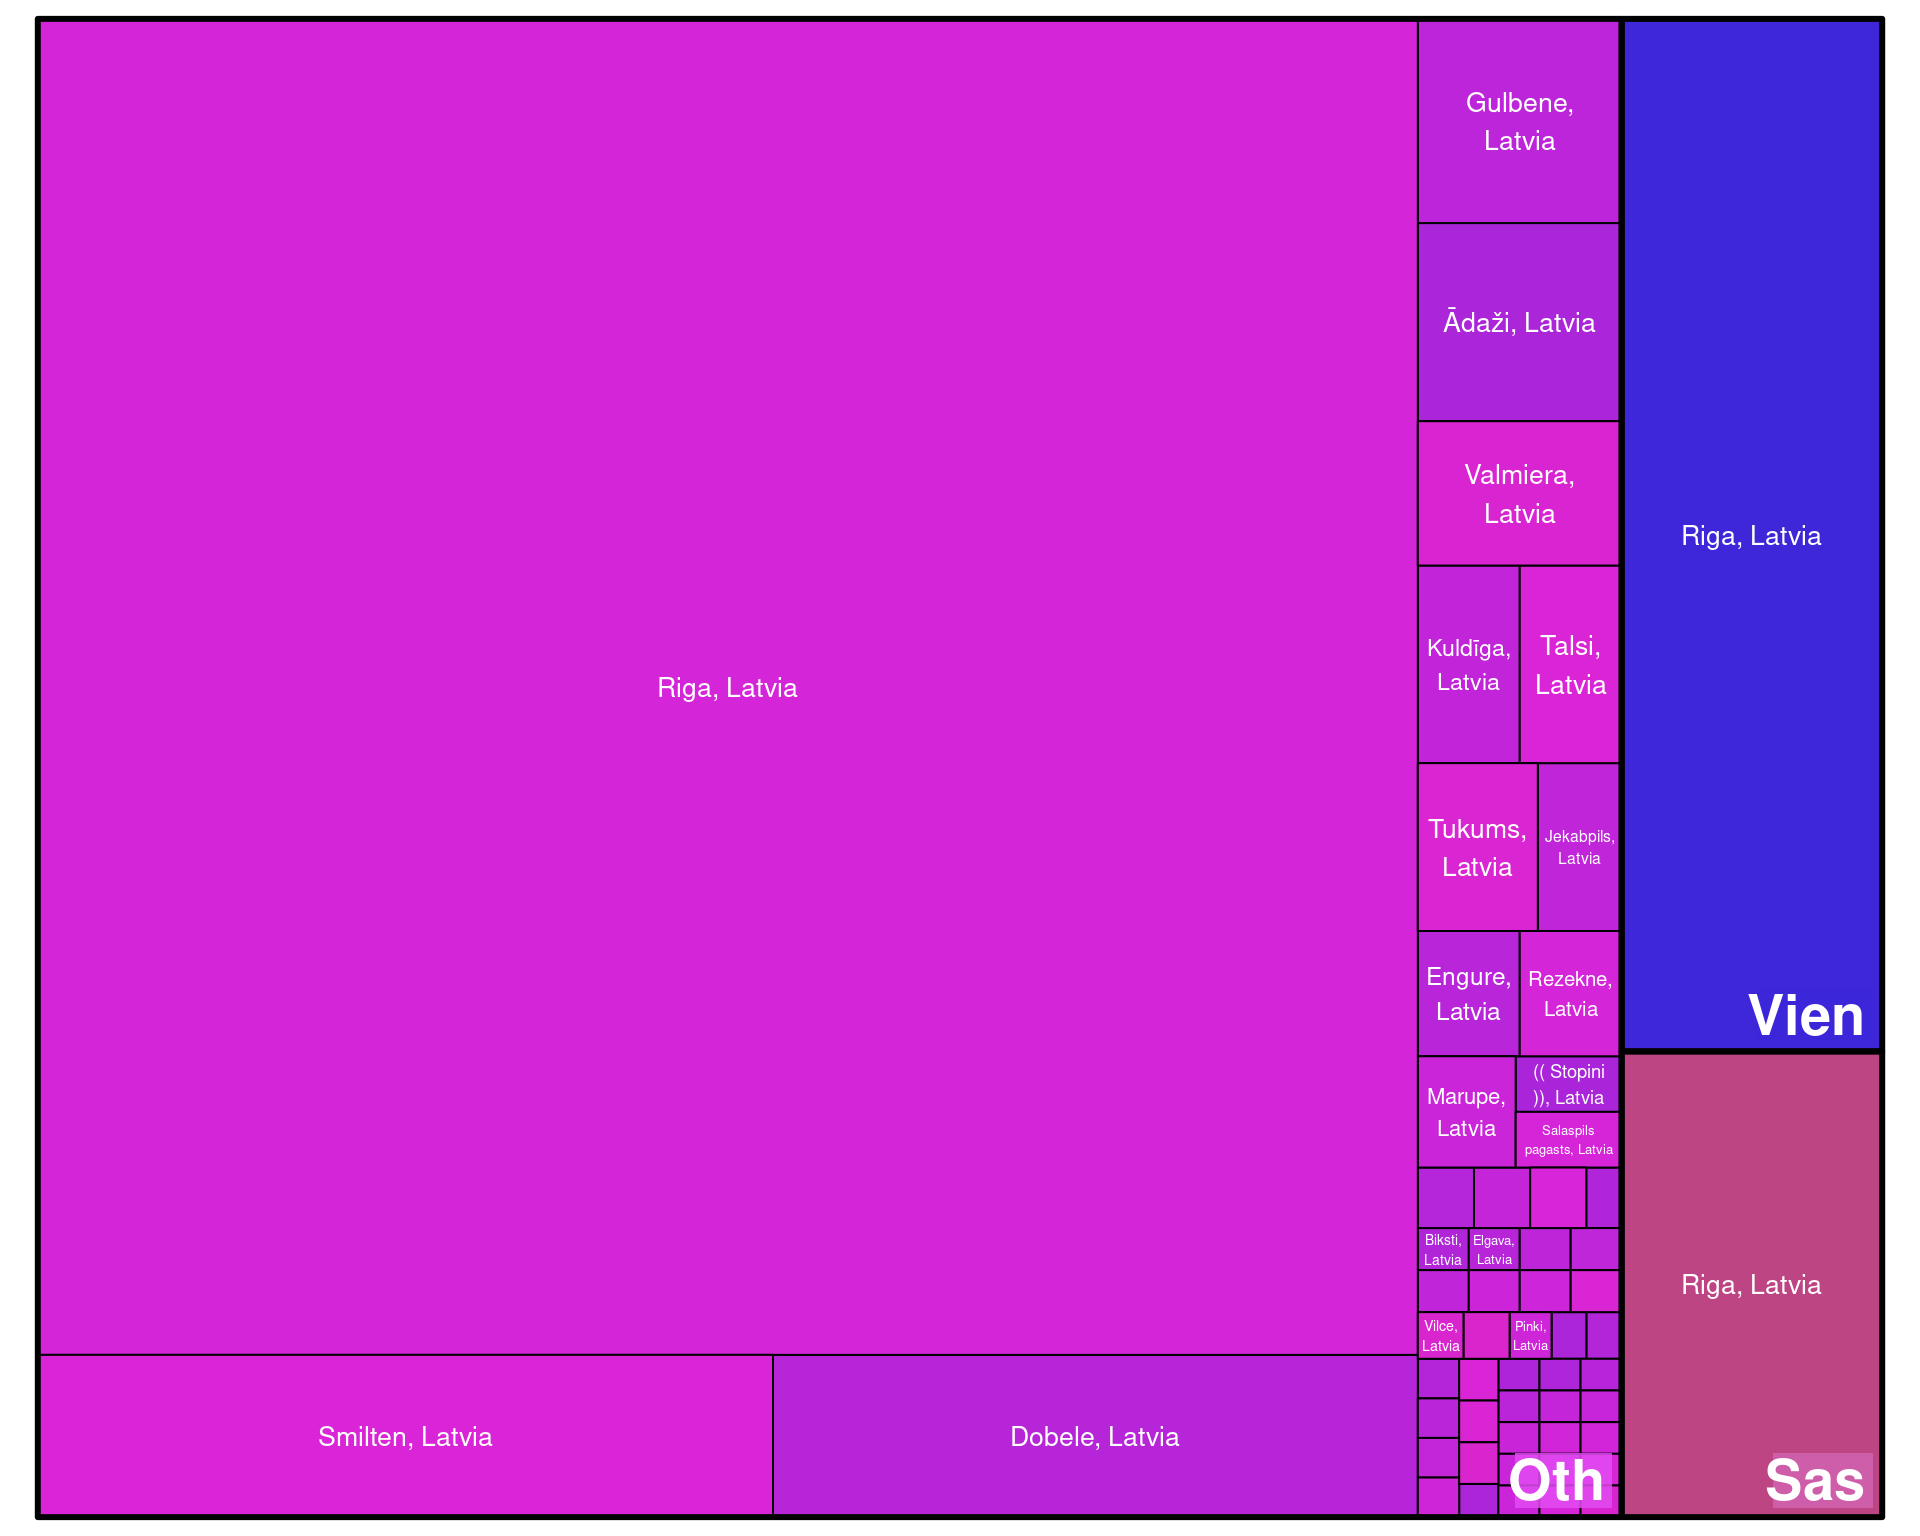 Riga, Latvia
Smilten, Latvia
Dobele, Latvia
Gulbene,
Latvia
Ādaži, Latvia
Valmiera,
Latvia
Kuldīga,
Latvia
Talsi,
Latvia
Tukums,
Latvia
Jekabpils,
Latvia
Engure,
Latvia
Rezekne,
Latvia
Marupe,
Latvia
(( Stopini
)), Latvia
Salaspils
pagasts, Latvia
Biksti,
Latvia
Elgava,
Latvia
Vilce,
Latvia
Pinki,
Latvia
Oth
Riga, Latvia
Vien
Riga, Latvia
Sas